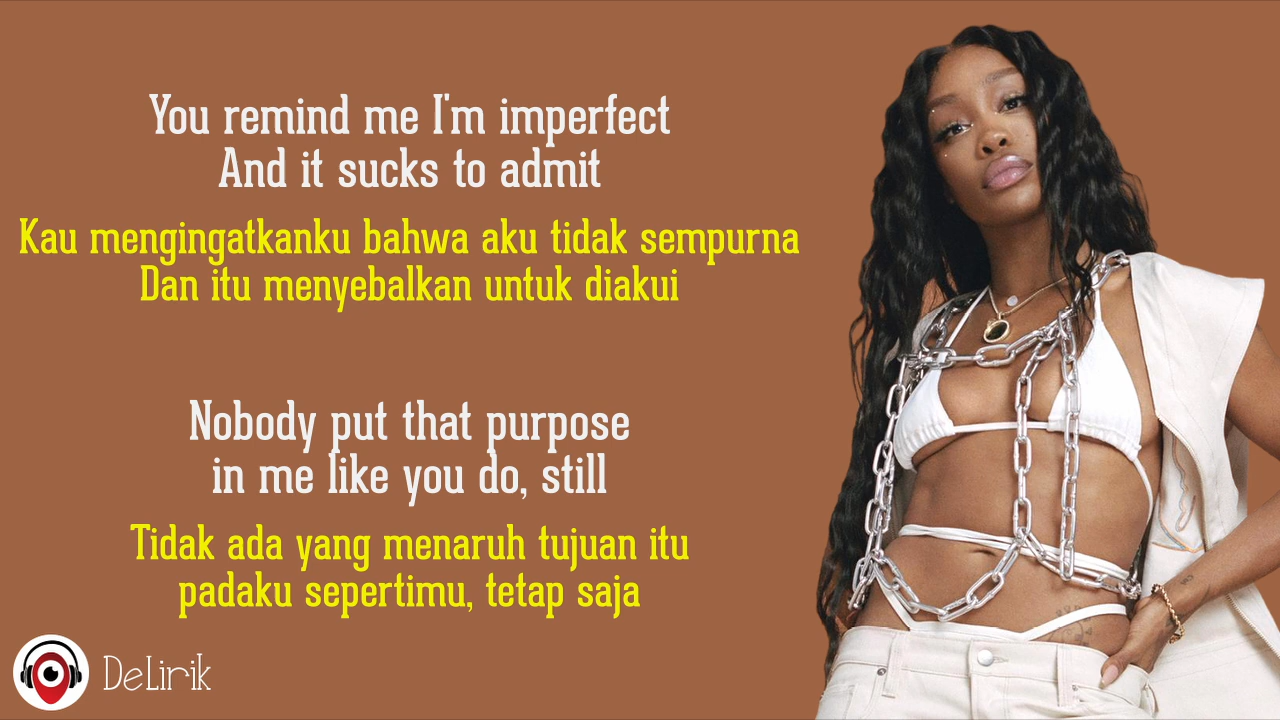 You remind me I'm imperfect
And it sucks to admit
Kau mengingatkanku bahwa aku tidak sempurna
Dan itu menyebalkan untuk diakui
Nobody put that purpose
in me like you do, still
Tidak ada yang menaruh tujuan itu
padaku sepertimu, tetap saja
DeLirik